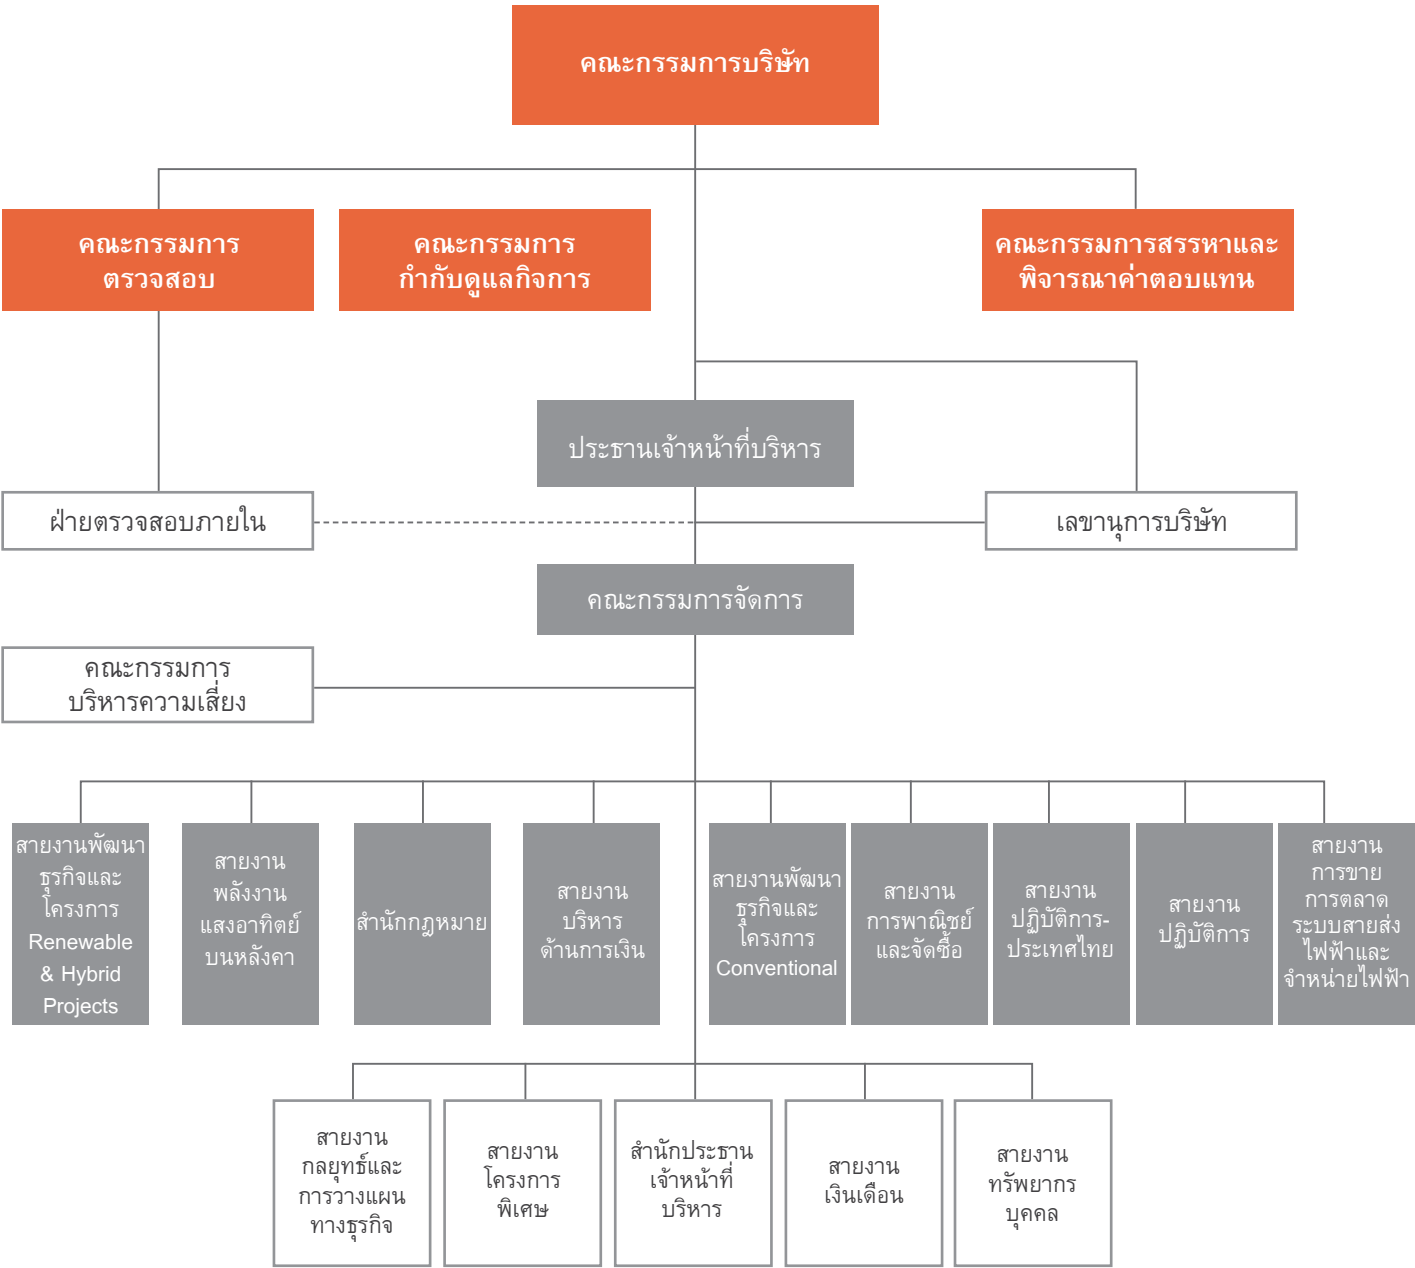 คณะกรรมการบริษัท
คณะกรรมการ
ตรวจสอบ
คณะกรรมการ
กำกับดูแลกิจการ
คณะกรรมการสรรหาและ
พิจารณาค่าตอบแทน
ประธานเจ้าหน้าที่บริหาร
ฝ่ายตรวจสอบภายใน
เลขานุการบริษัท
คณะกรรมการจัดการ
คณะกรรมการ
บริหารความเสี่ยง
สายงานพัฒนา
ธุรกิจและ
โครงการ
Renewable
& Hybrid
Projects
สายงาน
พลังงาน
แสงอาทิตย์
บนหลังคา
สำนักกฎหมาย
สายงาน
บริหาร
ด้านการเงิน
สายงานพัฒนา
ธุรกิจและ
โครงการ
Conventional
สายงาน
การพาณิชย์
และจัดซื้อ
สายงาน
ปฏิบัติการ-
ประเทศไทย
สายงาน
ปฏิบัติการ
สายงาน
การขาย
การตลาด
ระบบสายส่ง
ไฟฟ้าและ
จำหน่ายไฟฟ้า
สายงาน
กลยุทธ์และ
การวางแผน
ทางธุรกิจ
สายงาน
โครงการ
พิเศษ
สำนักประธาน
เจ้าหน้าที่
บริหาร
สายงาน
เงินเดือน
สายงาน
ทรัพยากร
บุคคล